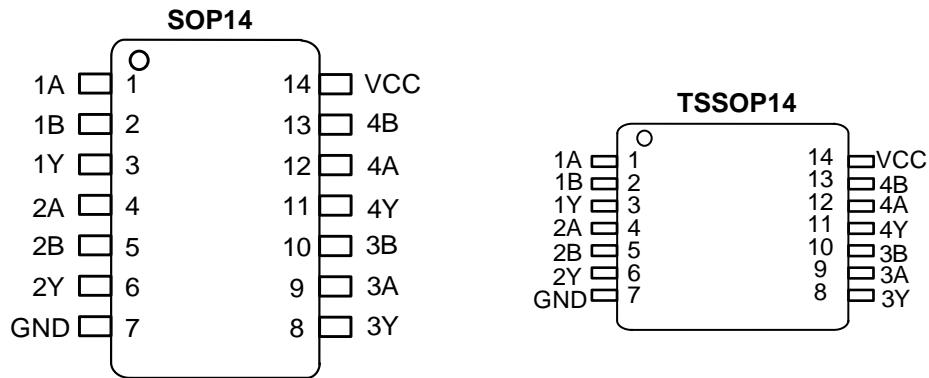 SOP14
1A 1 14 VCC
1B 2 13 4B
1Y 3 12 4A
2A 4 11 4Y
2B 5 10 3B
2Y 6 9 3A
GND 7 8 3Y
TSSOP14
1A 1 14 VCC
1B 2 13 4B
1Y 3 12 4A
2A 4 11 4Y
2B 5 10 3B
2Y 6 9 3A
GND 7 8 3Y